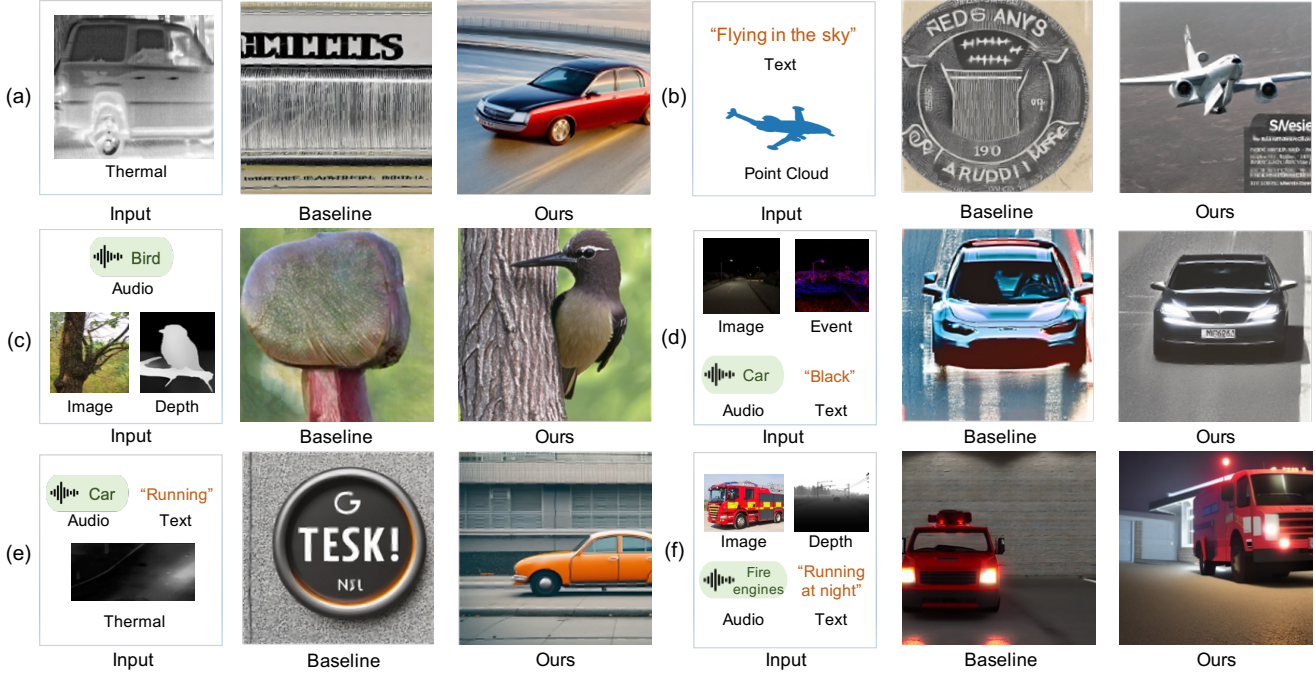 (a)
Thermal
Input
Baseline
Ours
(b)
“Flying in the sky”
Text
Point Cloud
190
Input
Baseline
Ours
(c)
Bird
Audio
Image Depth
Input
Baseline
Ours
(d)
Image Event
Car “Black”
Audio Text
Input
Baseline
Ours
(e)
Car “Running”
Audio Text
Thermal
Input
G
TESK!
Baseline
Ours
(f)
Image Depth
Fire
engines
“Running
at night”
Audio Text
Input
Baseline
Ours